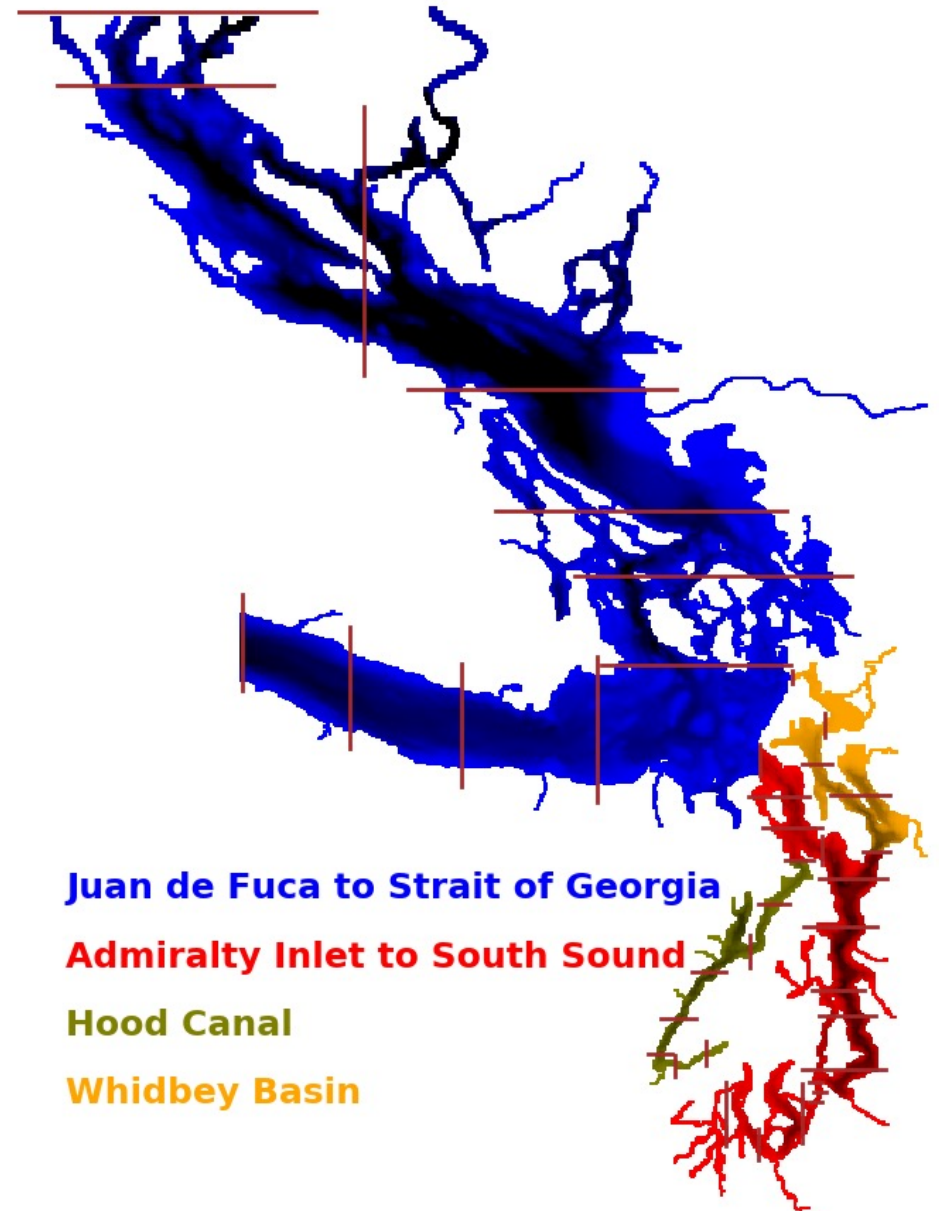 Juan de Fuca to Strait of Georgia
Admiralty Inlet to South Sound
Hood Canal
Whidbey Basin